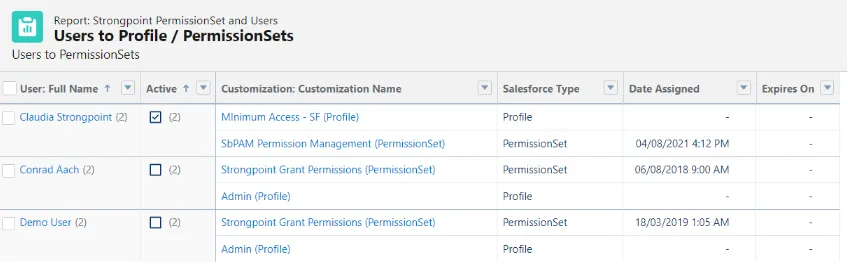 Report: Strongpoint PermissionSet and Users
Users to Profile / PermissionSets
Users to PermissionSets
User: Full Name ↑ Active ↑ Customization: Customization Name Salesforce Type Date Assigned Expires On
Claudia Strongpoint (2) (2) MInimum Access - SF (Profile) Profile - -
SbPAM Permission Management (PermissionSet) PermissionSet 04/08/2021 4:12 PM -
Conrad Aach (2) (2) Strongpoint Grant Permissions (PermissionSet) PermissionSet 06/08/2018 9:00 AM -
Admin (Profile) Profile - -
Demo User (2) (2) Strongpoint Grant Permissions (PermissionSet) PermissionSet 18/03/2019 1:05 AM -
Admin (Profile) Profile - -